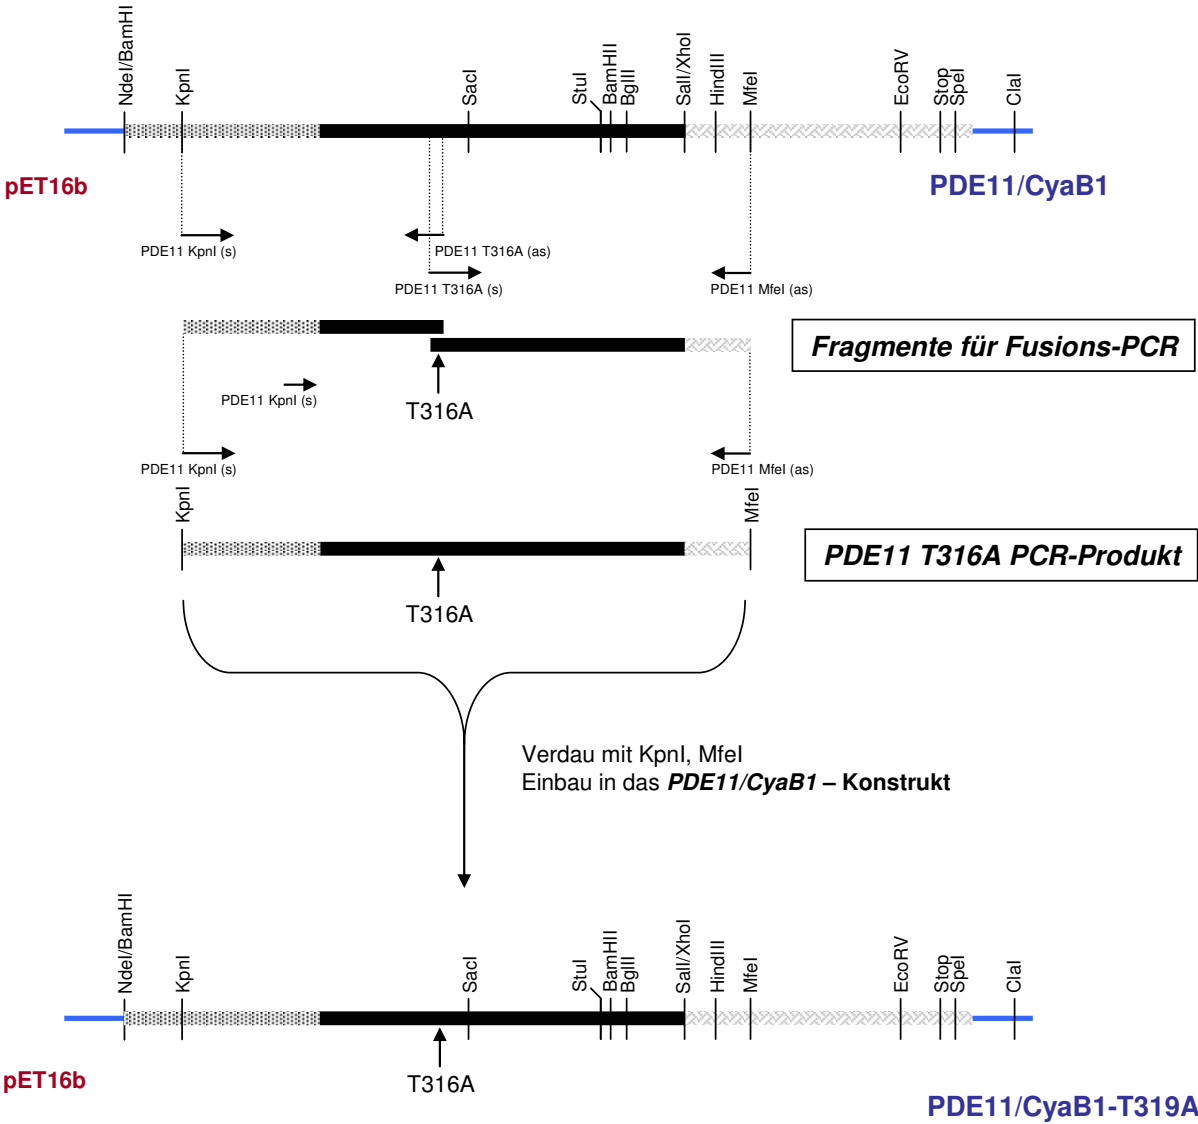 NdeI/BamHI
KpnI
SacI
StuI
BamHII
BglII
SalI/XhoI
HindIII
MfeI
EcoRV
Stop
SpeI
ClaI
pET16b
PDE11/CyaB1
PDE11 KpnI (s)
PDE11 T316A (as)
PDE11 T316A (s)
PDE11 MfeI (as)
Fragmente für Fusions-PCR
PDE11 KpnI (s)
T316A
PDE11 KpnI (s)
PDE11 MfeI (as)
KpnI
MfeI
PDE11 T316A PCR-Produkt
T316A
Verdau mit KpnI, MfeI
Einbau in das PDE11/CyaB1 – Konstrukt
NdeI/BamHI
KpnI
SacI
StuI
BamHII
BglII
SalI/XhoI
HindIII
MfeI
EcoRV
Stop
SpeI
ClaI
T316A
pET16b
PDE11/CyaB1-T319A